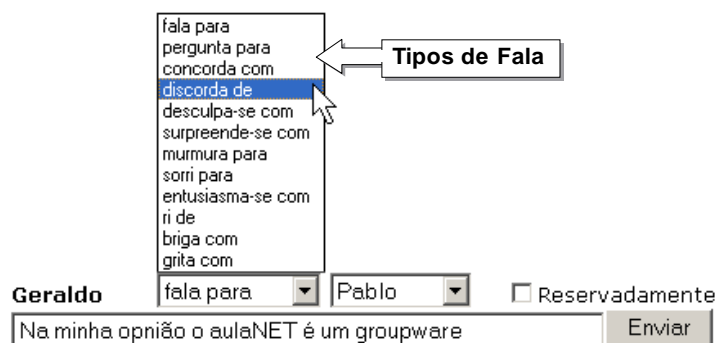 fala para
pergunta para
concorda com
Tipos de Fala
discorda de
desculpa-se com
surpreende-se com
murmura para
sorri para
entusiasma-se com
ri de
briga com
grita com
Geraldo fala para Pablo Reservadamente
Na minha opnião o aulaNET é um groupware Enviar